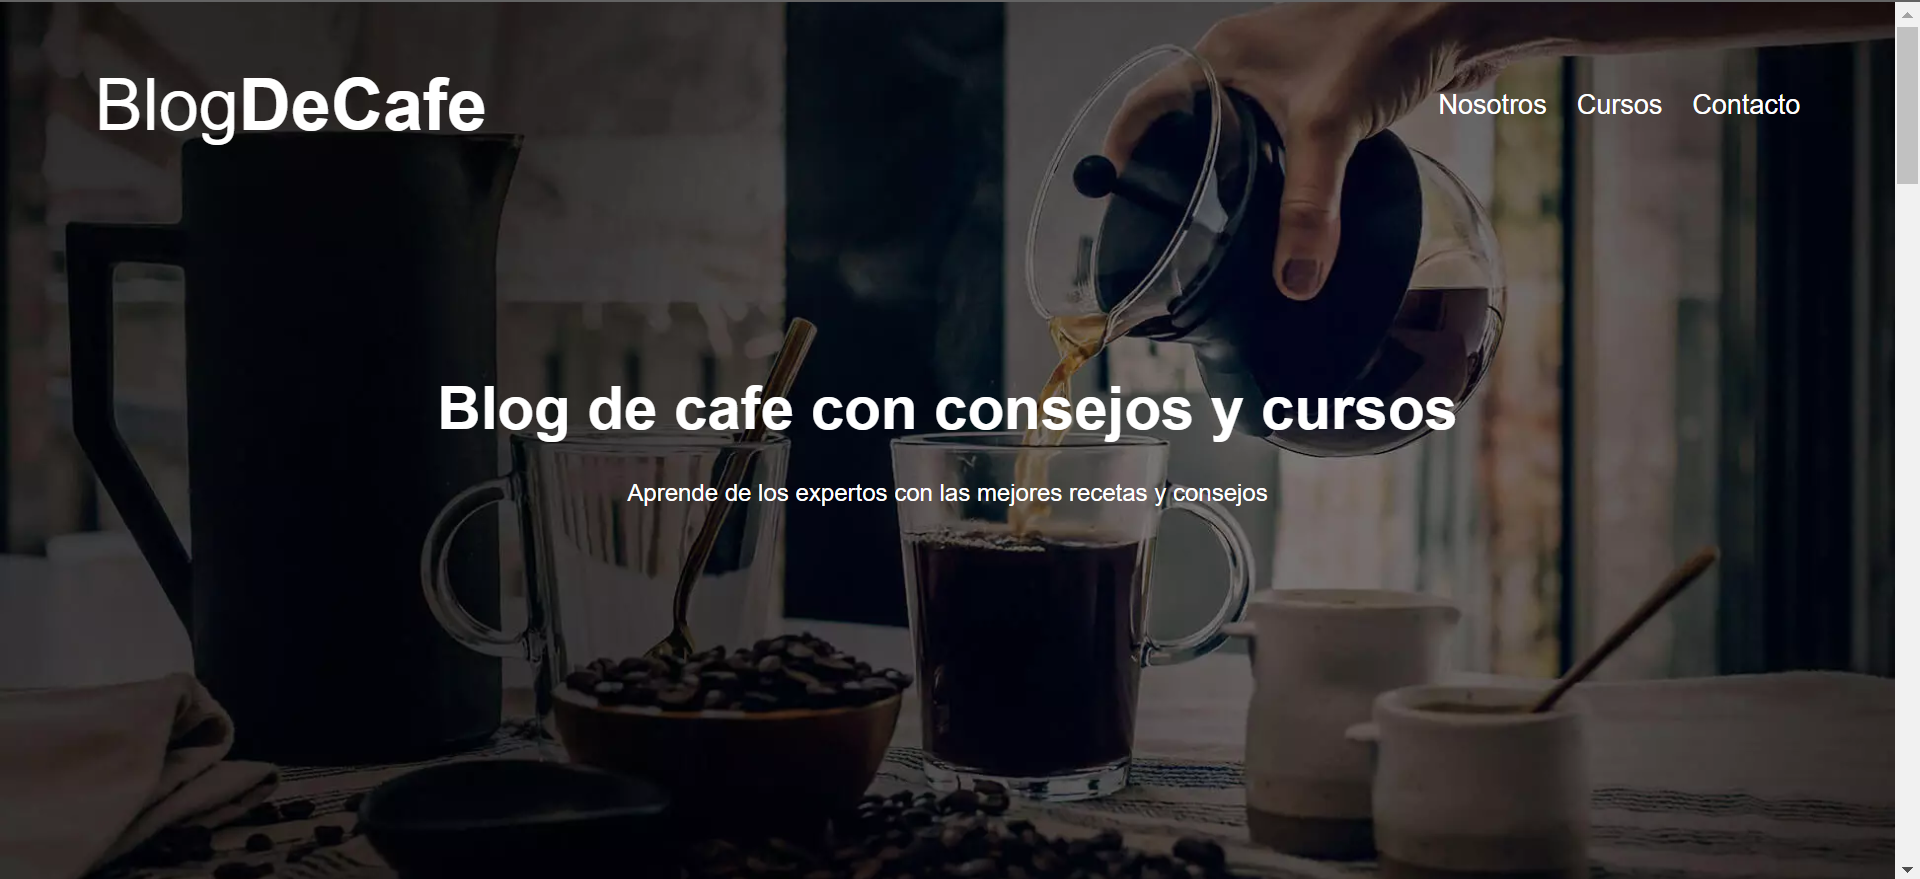 BlogDeCafe
Nosotros Cursos Contacto
Blog de cafe con consejos y cursos
Aprende de los expertos con las mejores recetas y consejos